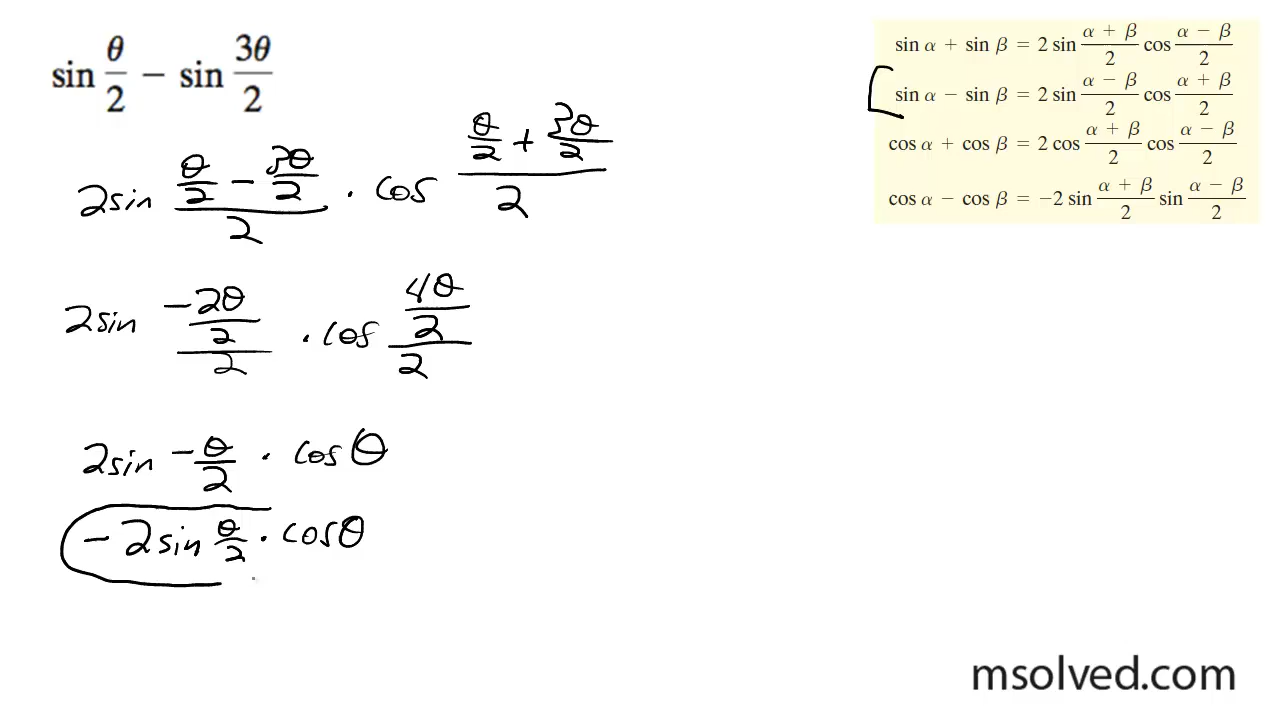 sin θ/2 − sin 3θ/2
2sin (θ/2 − 3θ/2)/2 · cos (θ/2 + 3θ/2)/2
2sin (−2θ/2)/2 · cos (4θ/2)/2
2sin −θ/2 · cosθ
−2sin θ/2 · cosθ
sin α + sin β = 2 sin (α + β)/2 cos (α − β)/2
sin α − sin β = 2 sin (α − β)/2 cos (α + β)/2
cos α + cos β = 2 cos (α + β)/2 cos (α − β)/2
cos α − cos β = −2 sin (α + β)/2 sin (α − β)/2
msolved.com